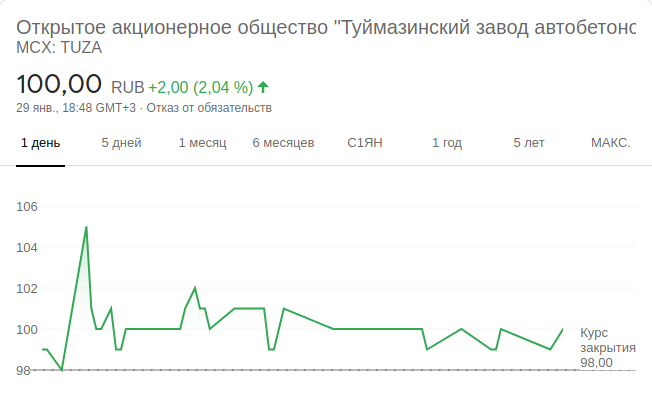 Открытое акционерное общество "Туймазинский завод автобетоно
MCX: TUZA
100,00 RUB +2,00 (2,04 %)
29 янв., 18:48 GMT+3 · Отказ от обязательств
1 день 5 дней 1 месяц 6 месяцев С1ЯН 1 год 5 лет МАКС.
106
104
102
100
98
Курс
закрытия
98,00